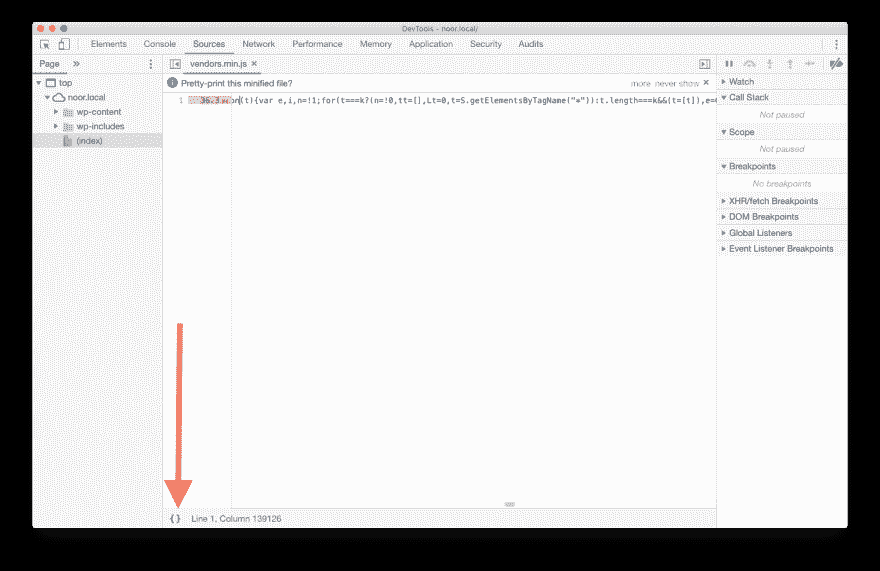 DevTools - noor.local/
Elements Console Sources Network Performance Memory Application Security Audits
Page » vendors.min.js ×
Pretty-print this minified file? more never show ×
top
noor.local
wp-content
wp-includes
(index)
1 36.3 ms on(t){var e,i,n=!1;for(t===k?(n=!0,tt=[],Lt=0,t=S.getElementsByTagName("*")):t.length===k&&(t=[t]),e=
Watch
Call Stack
Not paused
Scope
Not paused
Breakpoints
No breakpoints
XHR/fetch Breakpoints
DOM Breakpoints
Global Listeners
Event Listener Breakpoints
{} Line 1, Column 139126